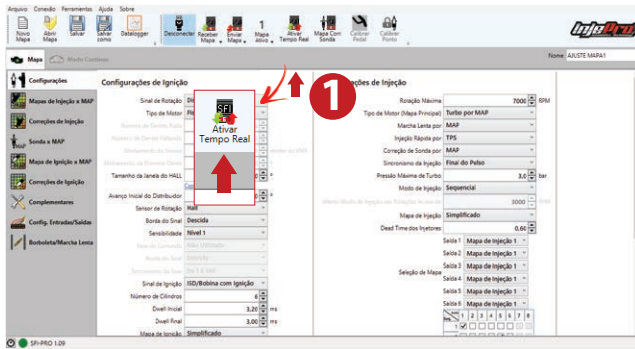 Arquivo Conexão Ferramentas Ajuda Sobre
Novo Mapa
Abrir Mapa
Salvar
Salvar como
Datalogger
Desconectar
Receber Mapa
Enviar Mapa
1 Mapa Ativo
Ativar Tempo Real
Mapa Com Sonda
Calibrar Pedal
Calibrar Ponto
InjePro
Mapa
Modo Corridas
Nome AJUSTE MAPA1
Configurações
Mapas de Injeção x MAP
Correções de Injeção
Sonda x MAP
Mapa de Ignição x MAP
Correções de Ignição
Complementares
Config. Entradas/Saídas
Borboleta/Marcha Lenta
Configurações de Ignição
Sinal de Rotação
Tipo de Motor
Tamanho da Janela do HALL
Avanço Inicial do Distribuidor
Sensor de Rotação Hall
Borda do Sinal Descida
Sensibilidade Nível 1
Sinal de Ignição ISD/Bobina com Ignição
Número de Cilindros 6
Dwell Inicial 3,20 ms
Dwell Final 3,00 ms
Mapa de Ignição Simplificado
SFI
Ativar
Tempo Real
1
ções de Injeção
Rotação Máxima 7000 RPM
Tipo de Motor (Mapa Principal) Turbo por MAP
Marcha Lenta por MAP
Injeção Rápida por TPS
Correção de Sonda por MAP
Sincronismo da Injeção Final do Pulso
Pressão Máxima de Turbo 3,0 bar
Modo de Injeção Sequencial
3000 RPM
Mapa de Injeção Simplificado
Dead Time dos Injetores 0,60
Seleção de Mapa
Saída 1 Mapa de Injeção 1
Saída 2 Mapa de Injeção 1
Saída 3 Mapa de Injeção 1
Saída 4 Mapa de Injeção 1
Saída 5 Mapa de Injeção 1
Saída 6 Mapa de Injeção 1
1 2 3 4 5 6 7 8
1
SFI-PRO 1.09